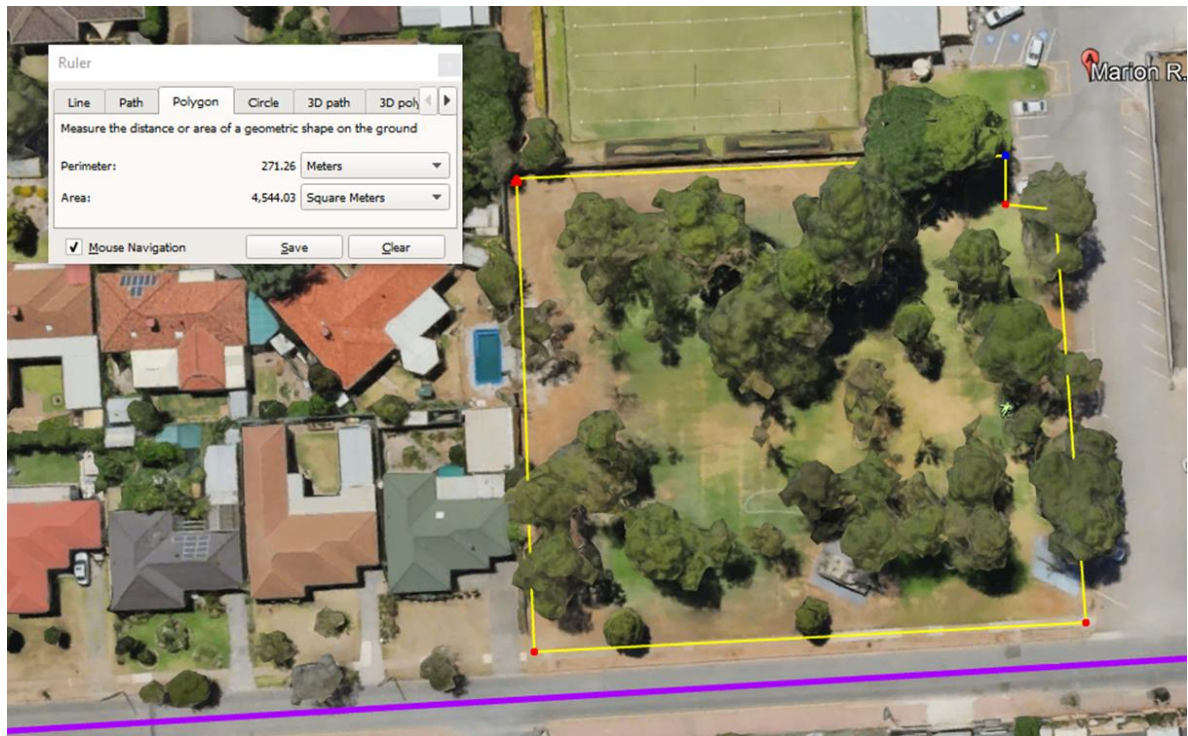 Ruler
Line Path Polygon Circle 3D path 3D poly
Measure the distance or area of a geometric shape on the ground
Perimeter: 271.26 Meters
Area: 4,544.03 Square Meters
Mouse Navigation Save Clear
A
Marion R.